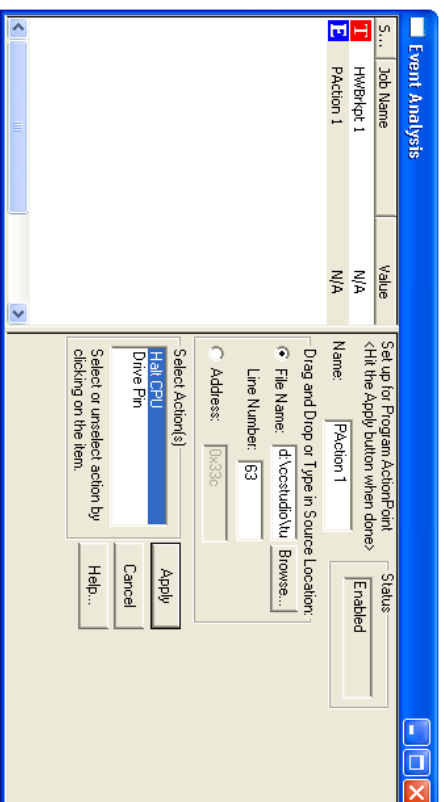 Event Analysis
S... Job Name Value
T HWBrkpt 1 N/A
E PAction 1 N/A
Set up for Program ActionPoint
<Hit the Apply button when done>
Name: PAction 1
Status
Enabled
Drag and Drop or Type in Source Location:
File Name: d:\ccstudio\tu Browse...
Line Number: 63
Address: 0x33c
Select Action(s)
Halt CPU
Drive Pin
Select or unselect action by
clicking on the item.
Apply
Cancel
Help...